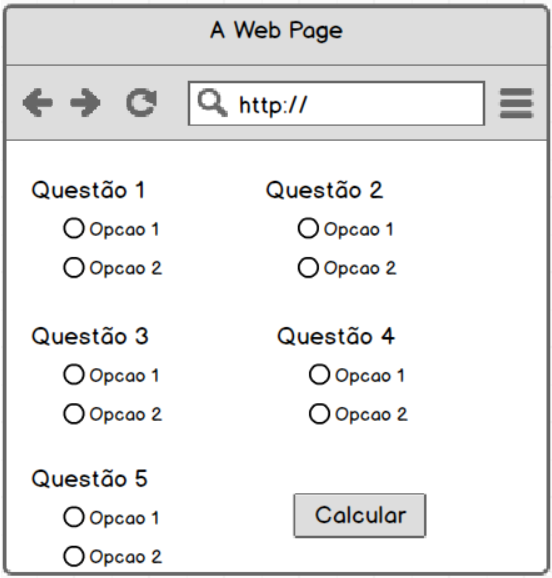 A Web Page
http://
Questão 1
Opcao 1
Opcao 2
Questão 2
Opcao 1
Opcao 2
Questão 3
Opcao 1
Opcao 2
Questão 4
Opcao 1
Opcao 2
Questão 5
Opcao 1
Opcao 2
Calcular